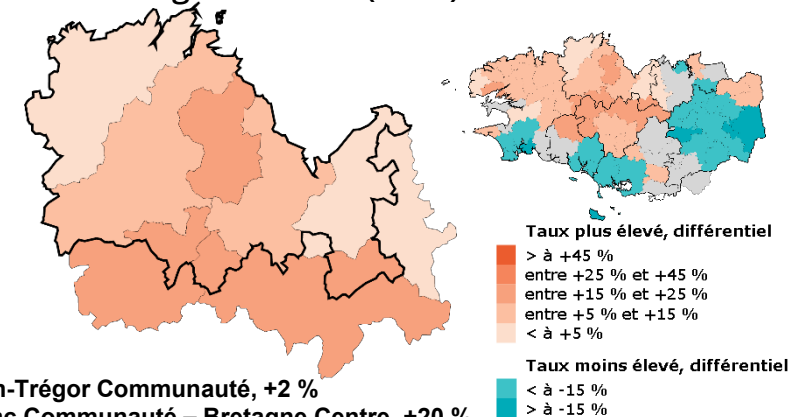 Taux plus élevé, différentiel
> à +45 %
entre +25 % et +45 %
entre +15 % et +25 %
entre +5 % et +15 %
< à +5 %
Taux moins élevé, différentiel
< à -15 %
> à -15 %
n-Trégor Communauté, +2 %
Communauté – Bretagne Centre, +20 %